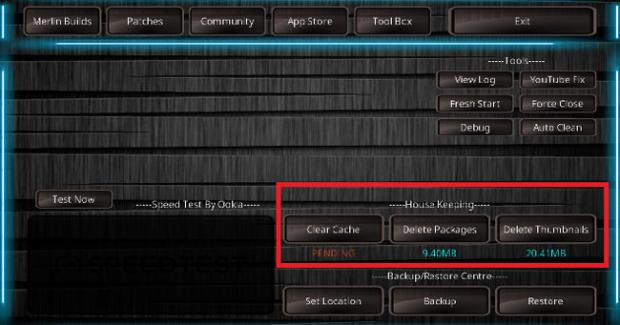 Merlin Builds Patches Community App Store Tool Box Exit
-----Tools-----
View Log YouTube Fix
Fresh Start Force Close
Debug Auto Clean
Test Now -----Speed Test By Ookla----- -----House Keeping-----
Clear Cache Delete Packages Delete Thumbnails
PENDING 9.40MB 20.41MB
SPEEDTEST
-----Backup/Restore Centre-----
Set Location Backup Restore